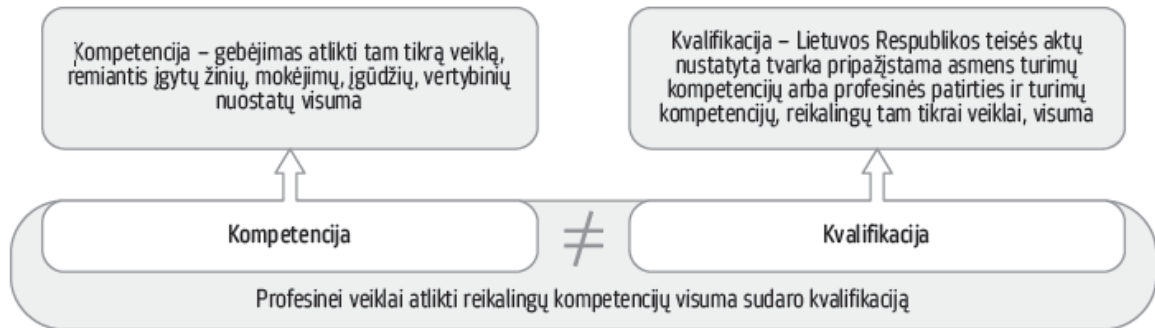 Kompetencija – gebėjimas atlikti tam tikrą veiklą,
remiantis įgytų žinių, mokėjimų, įgūdžių, vertybinių
nuostatų visuma
Kvalifikacija – Lietuvos Respublikos teisės aktų
nustatyta tvarka pripažįstama asmens turimų
kompetencijų arba profesinės patirties ir turimų
kompetencijų, reikalingų tam tikrai veiklai, visuma
Kompetencija
≠
Kvalifikacija
Profesinei veiklai atlikti reikalingų kompetencijų visuma sudaro kvalifikaciją